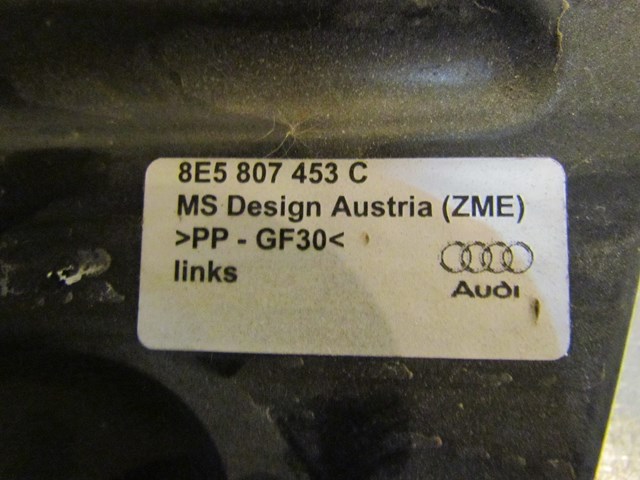 8E5 807 453 C
MS Design Austria (ZME)
>PP - GF30<
links
Audi